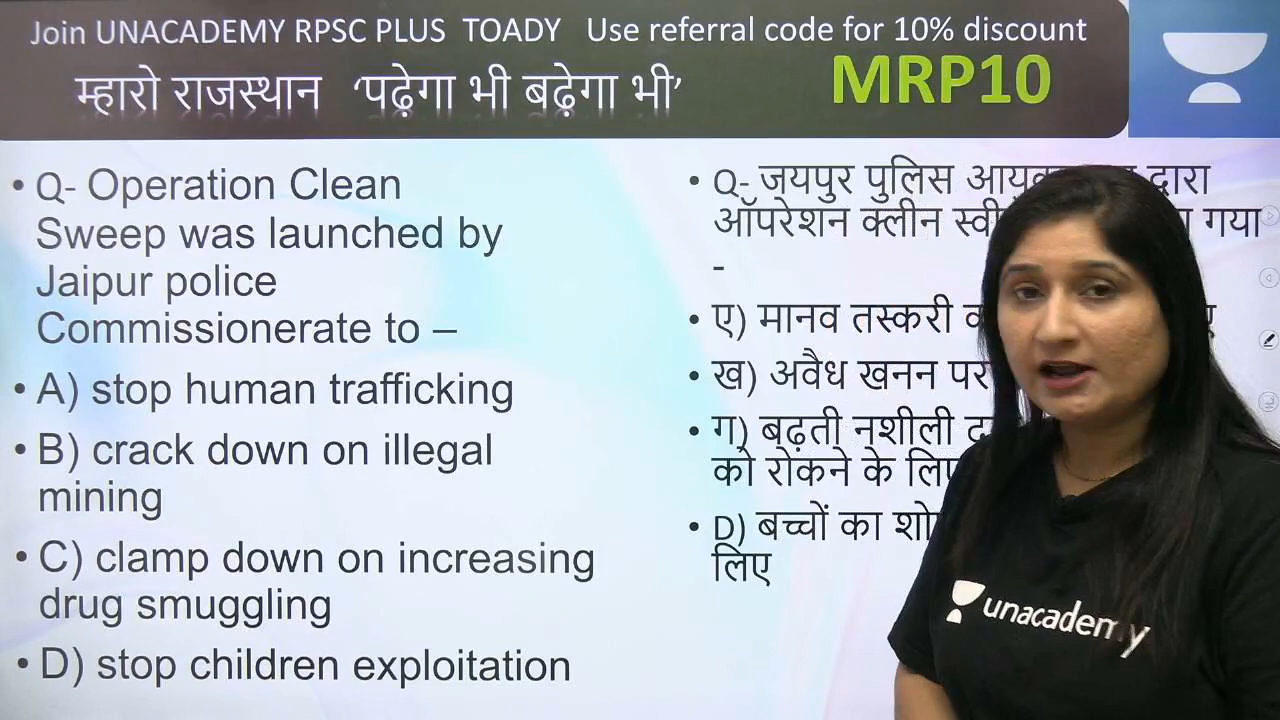 Join UNACADEMY RPSC PLUS TOADY Use referral code for 10% discount
म्हारो राजस्थान ‘पढ़ेगा भी बढ़ेगा भी’ MRP10
• Q- Operation Clean
Sweep was launched by
Jaipur police
Commissionerate to –
• A) stop human trafficking
• B) crack down on illegal
mining
• C) clamp down on increasing
drug smuggling
• D) stop children exploitation
• Q- जयपुर पुलिस द्वारा
ऑपरेशन क्लीन गया
-
• ए) मानव तस्करी
• ख) अवैध खनन पर
• ग) बढ़ती नशीली
को रोकने के
• D) बच्चों का
लिए
unacademy